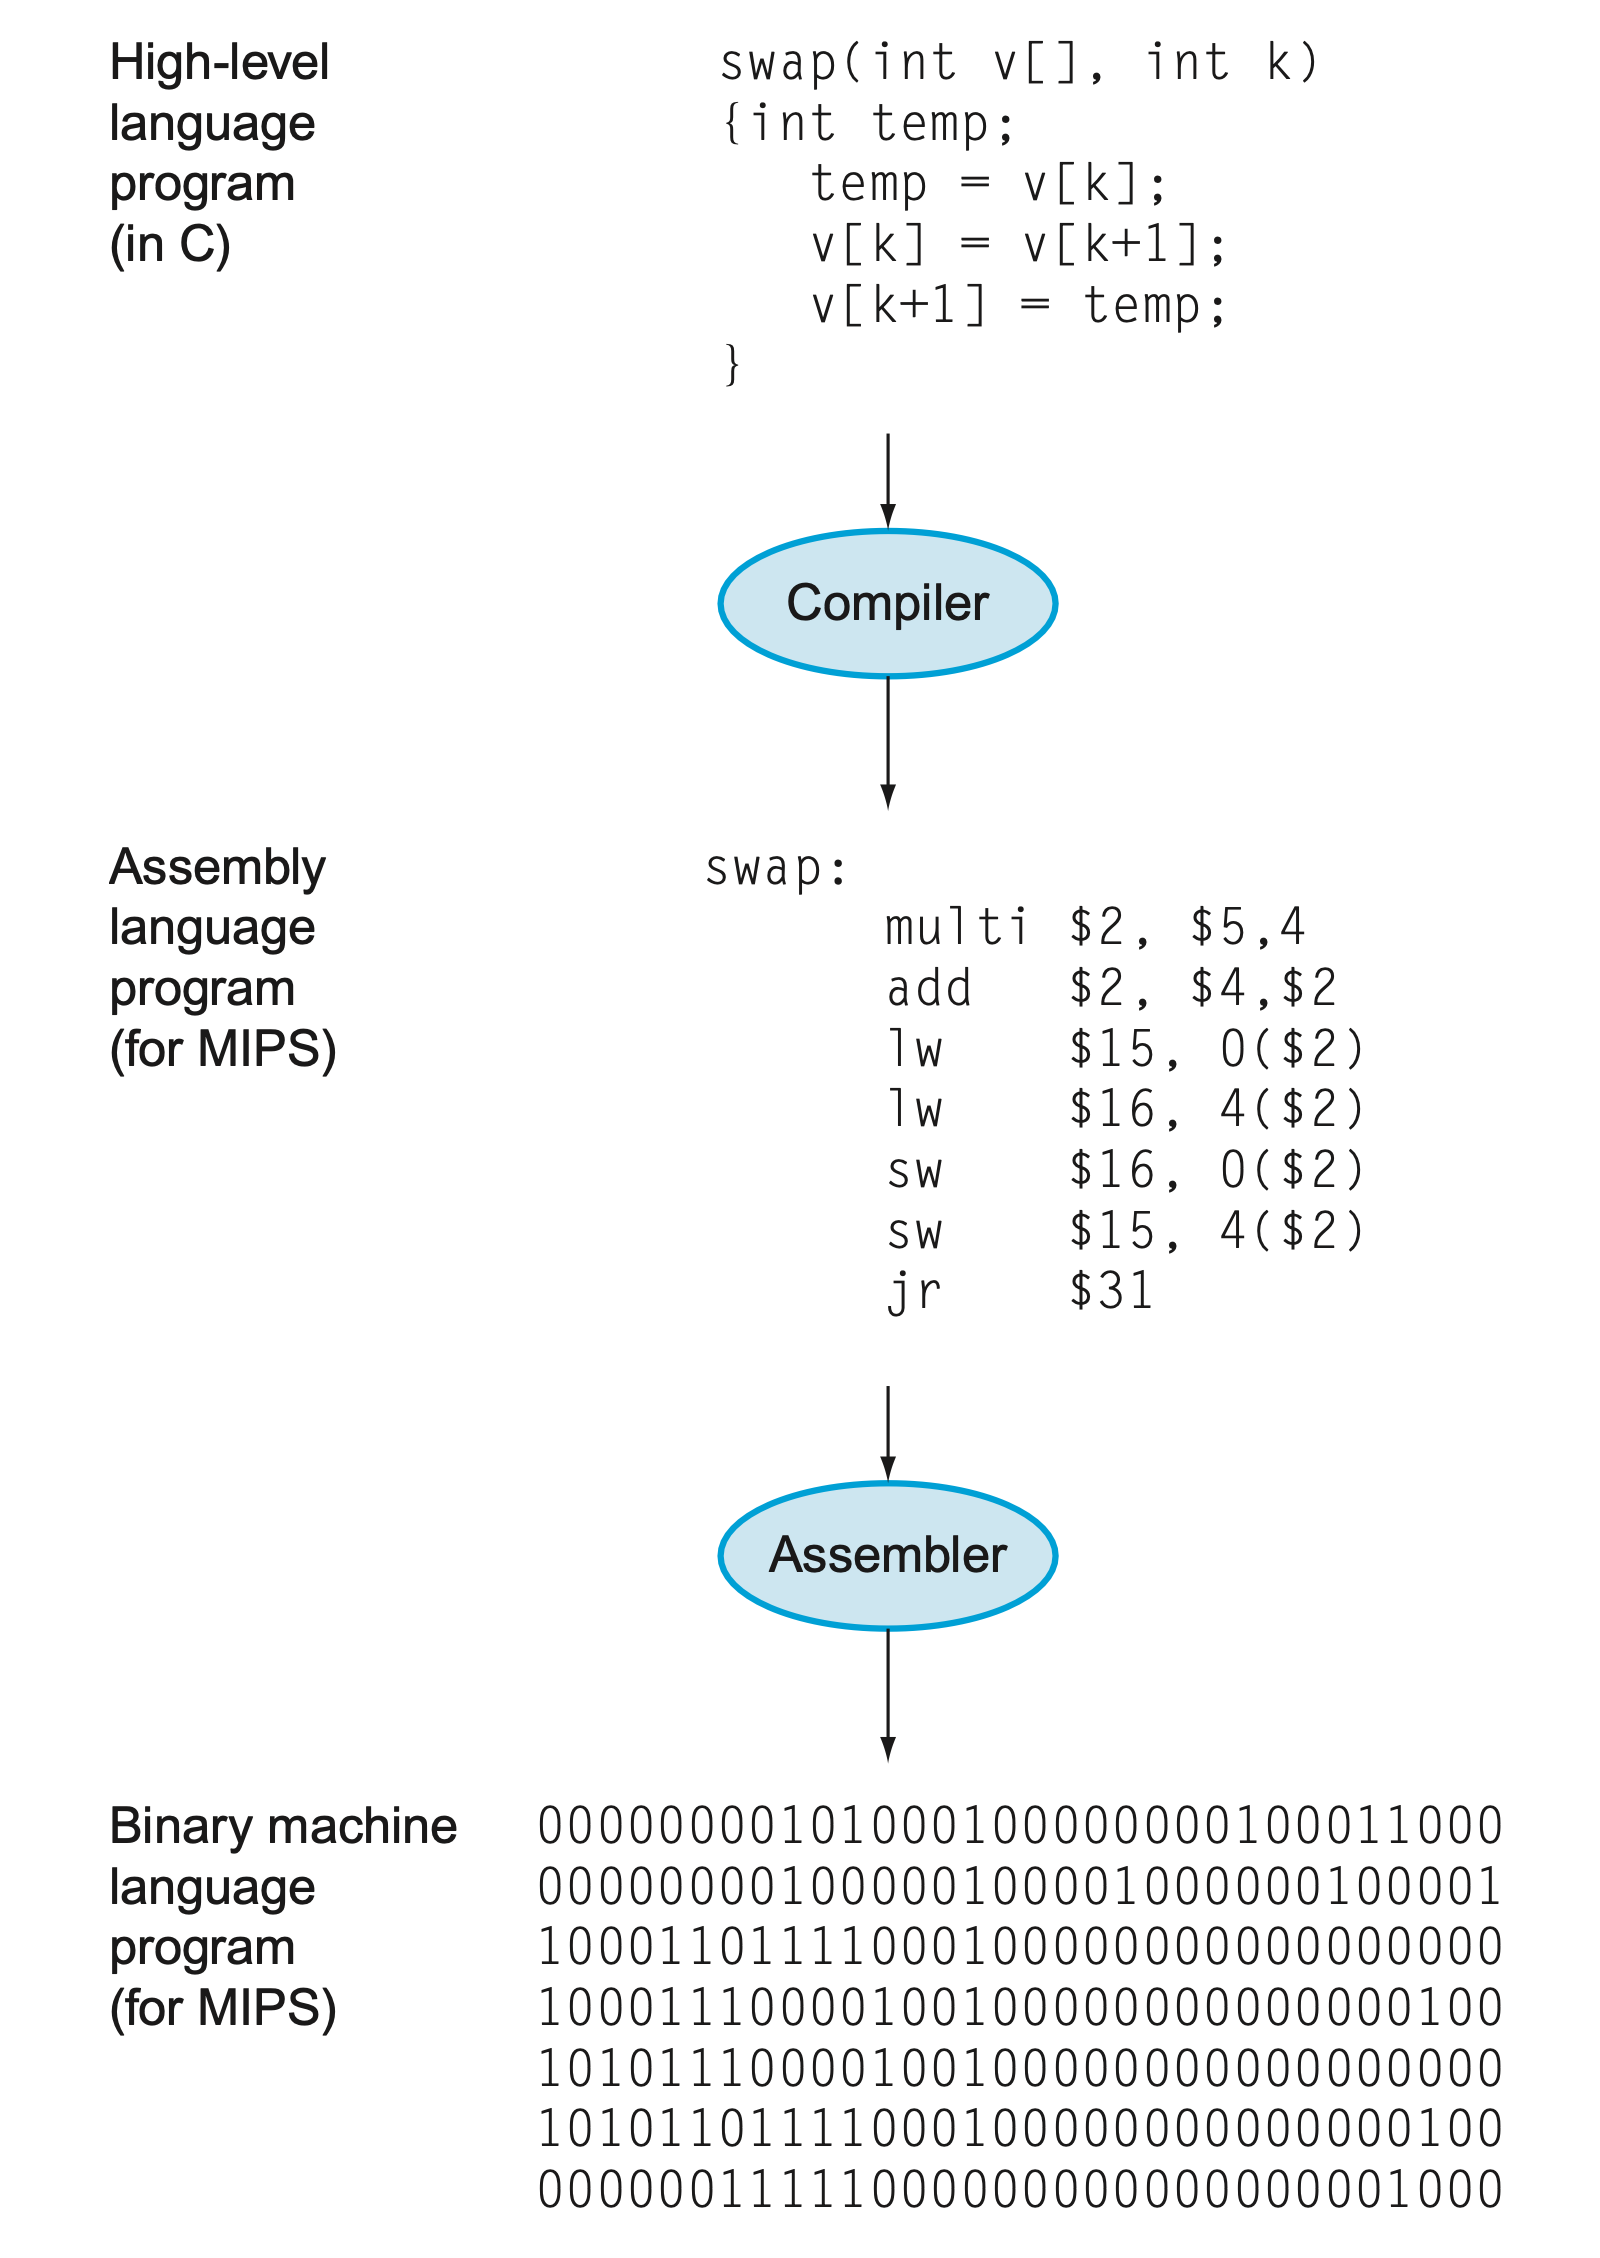 High-level
language
program
(in C)
swap(int v[], int k)
{int temp;
temp = v[k];
v[k] = v[k+1];
v[k+1] = temp;
}
Compiler
Assembly
language
program
(for MIPS)
swap:
multi $2, $5,4
add $2, $4,$2
lw $15, 0($2)
lw $16, 4($2)
sw $16, 0($2)
sw $15, 4($2)
jr $31
Assembler
Binary machine
language
program
(for MIPS)
00000000101000100000000100011000
00000000100000100001000000100001
10001101111000100000000000000000
10001110000100100000000000000100
10101110000100100000000000000000
10101101111000100000000000000100
00000011111000000000000000001000